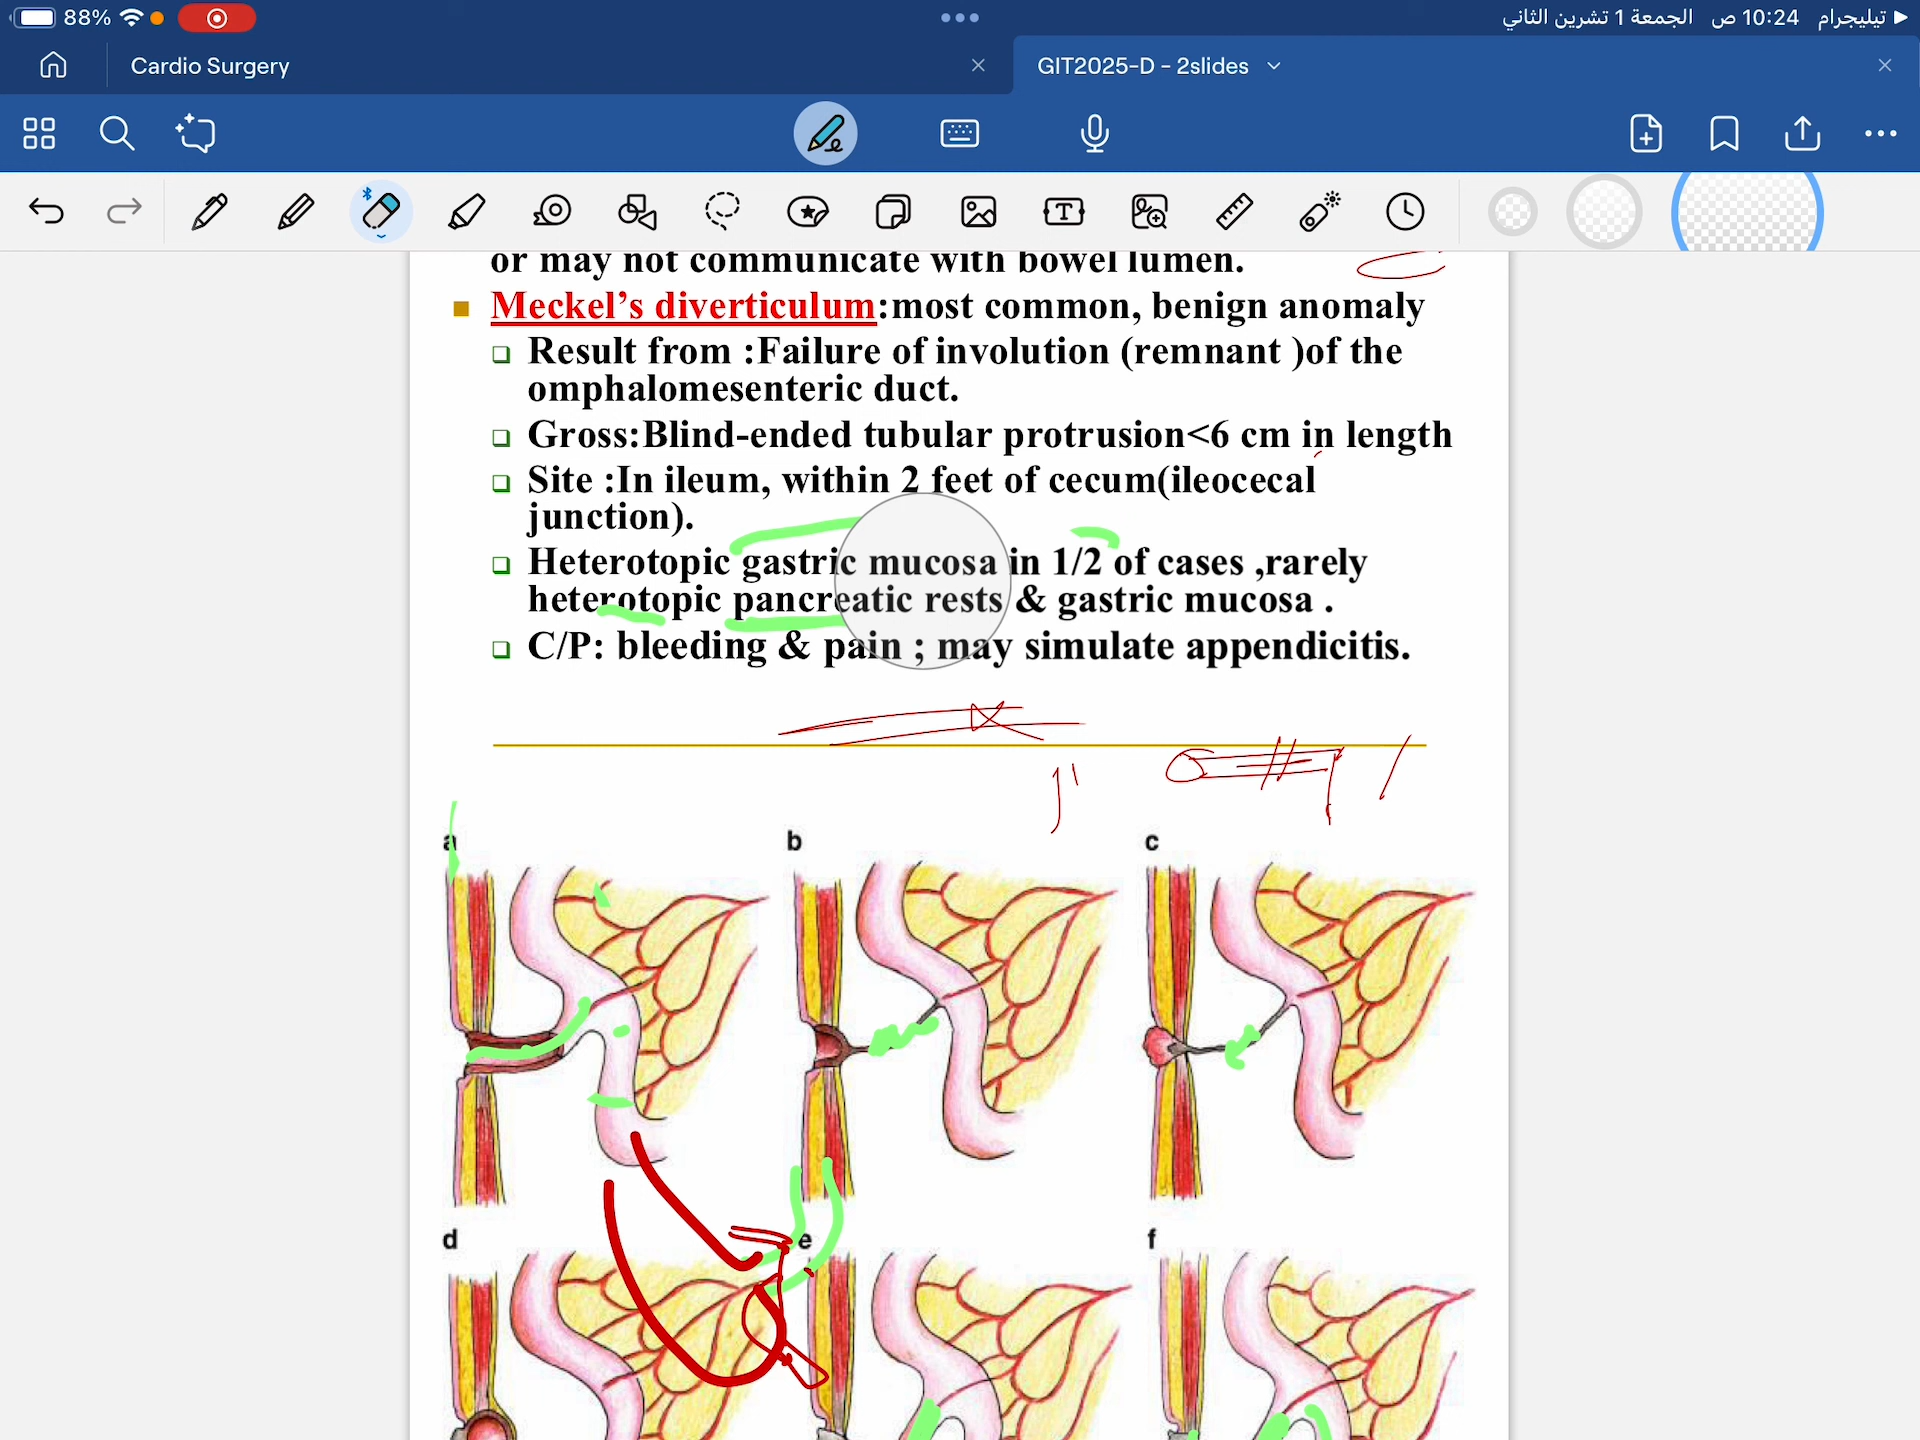 88%
الجمعة 1 تشرين الثاني 10:24 ص تيليجرام ◀
Cardio Surgery
GIT2025-D - 2slides
or may not communicate with bowel lumen.
Meckel's diverticulum:most common, benign anomaly
Result from :Failure of involution (remnant )of the
omphalomesenteric duct.
Gross:Blind-ended tubular protrusion<6 cm in length
Site :In ileum, within 2 feet of cecum(ileocecal
junction).
Heterotopic gastric mucosa in 1/2 of cases ,rarely
heterotopic pancreatic rests & gastric mucosa .
C/P: bleeding & pain ; may simulate appendicitis.
a
b
c
d
e
f